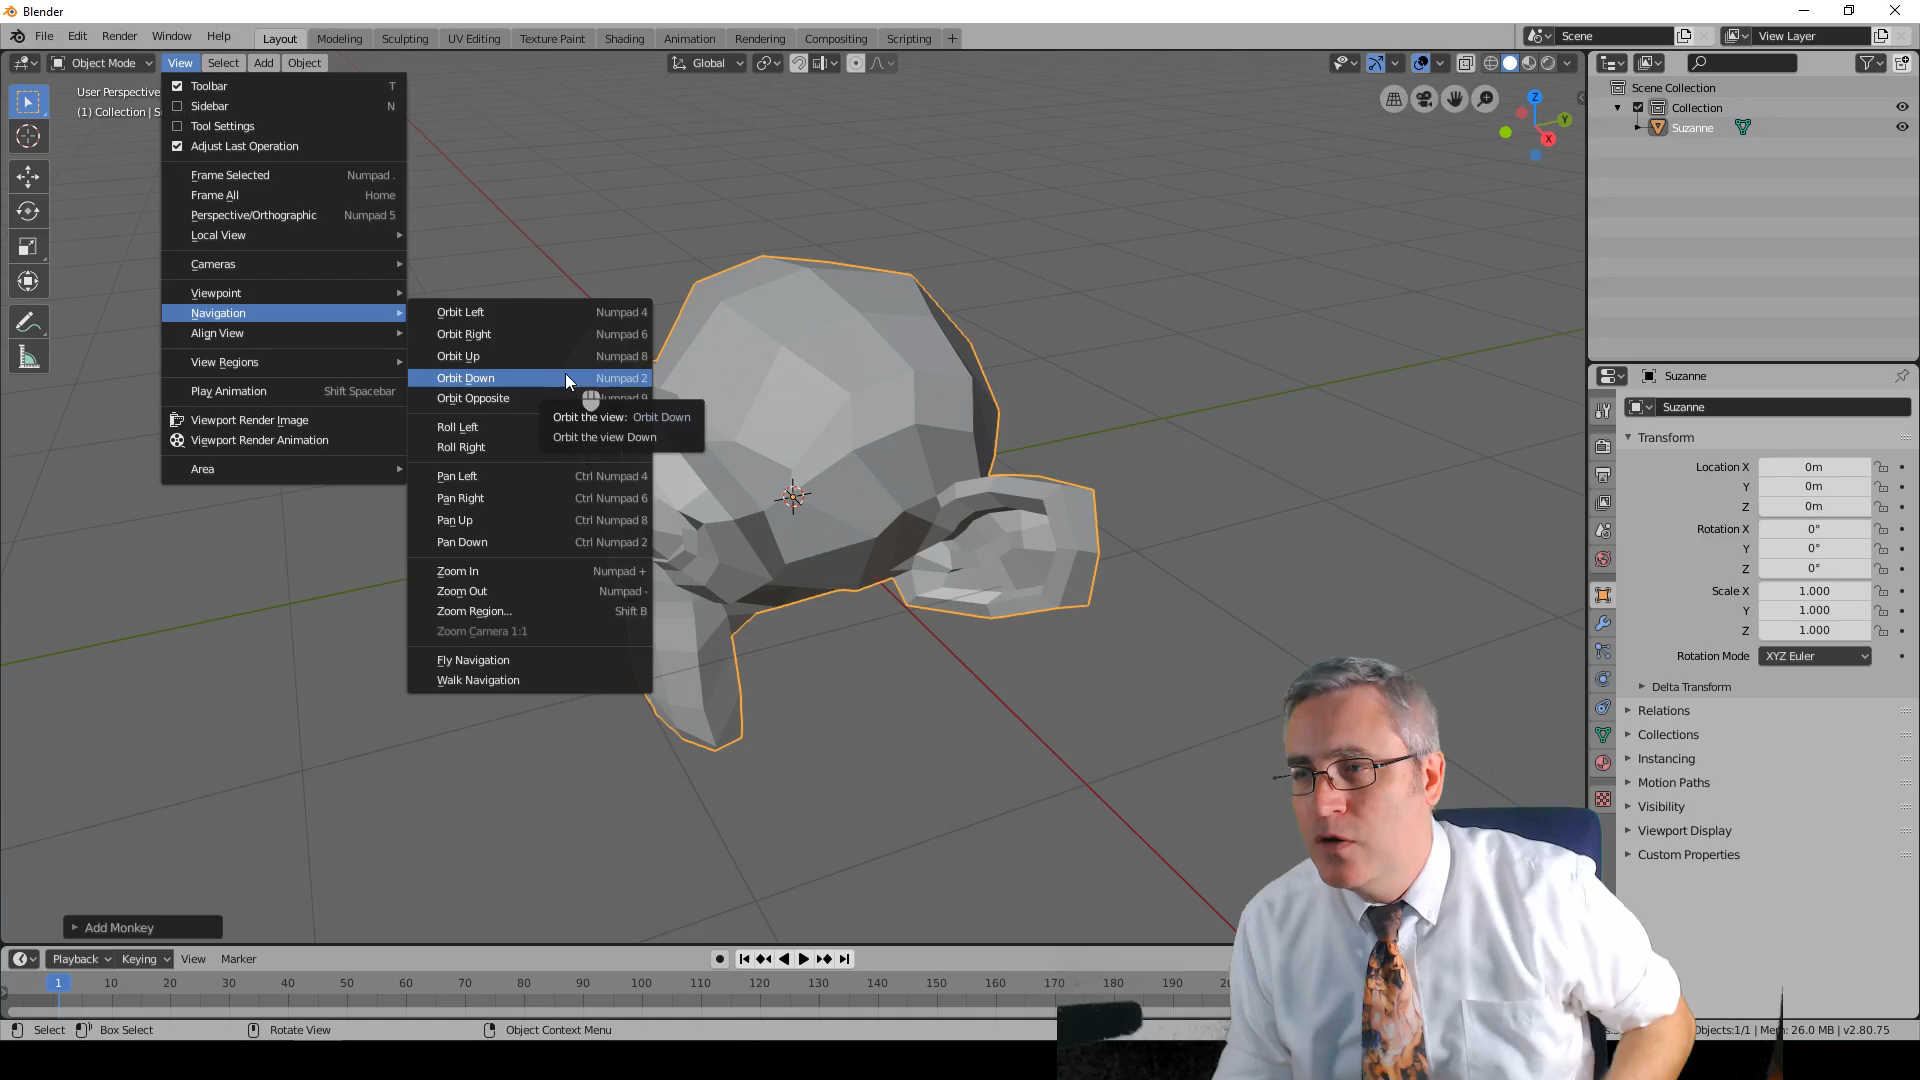 Blender
File Edit Render Window Help
Layout Modeling Sculpting UV Editing Texture Paint Shading Animation Rendering Compositing Scripting +
Scene
View Layer
Object Mode View Select Add Object
Global
User Perspective
(1) Collection | S
Toolbar T
Sidebar N
Tool Settings
Adjust Last Operation
Frame Selected Numpad .
Frame All Home
Perspective/Orthographic Numpad 5
Local View
Cameras
Viewpoint
Navigation
Align View
View Regions
Play Animation Shift Spacebar
Viewport Render Image
Viewport Render Animation
Area
Orbit Left Numpad 4
Orbit Right Numpad 6
Orbit Up Numpad 8
Orbit Down Numpad 2
Orbit Opposite Numpad 9
Roll Left
Roll Right
Pan Left Ctrl Numpad 4
Pan Right Ctrl Numpad 6
Pan Up Ctrl Numpad 8
Pan Down Ctrl Numpad 2
Zoom In Numpad +
Zoom Out Numpad -
Zoom Region... Shift B
Zoom Camera 1:1
Fly Navigation
Walk Navigation
Orbit the view: Orbit Down
Orbit the view Down
Z
Y
X
Scene Collection
Collection
Suzanne
Suzanne
Suzanne
Transform
Location X 0m
Y 0m
Z 0m
Rotation X 0°
Y 0°
Z 0°
Scale X 1.000
Y 1.000
Z 1.000
Rotation Mode XYZ Euler
Delta Transform
Relations
Collections
Instancing
Motion Paths
Visibility
Viewport Display
Custom Properties
Add Monkey
Playback Keying View Marker
1 10 20 30 40 50 60 70 80 90 100 110 120 130 140 150 160 170 180 190
Select Box Select Rotate View Object Context Menu
Objects:1/1 | Mem: 26.0 MB | v2.80.75